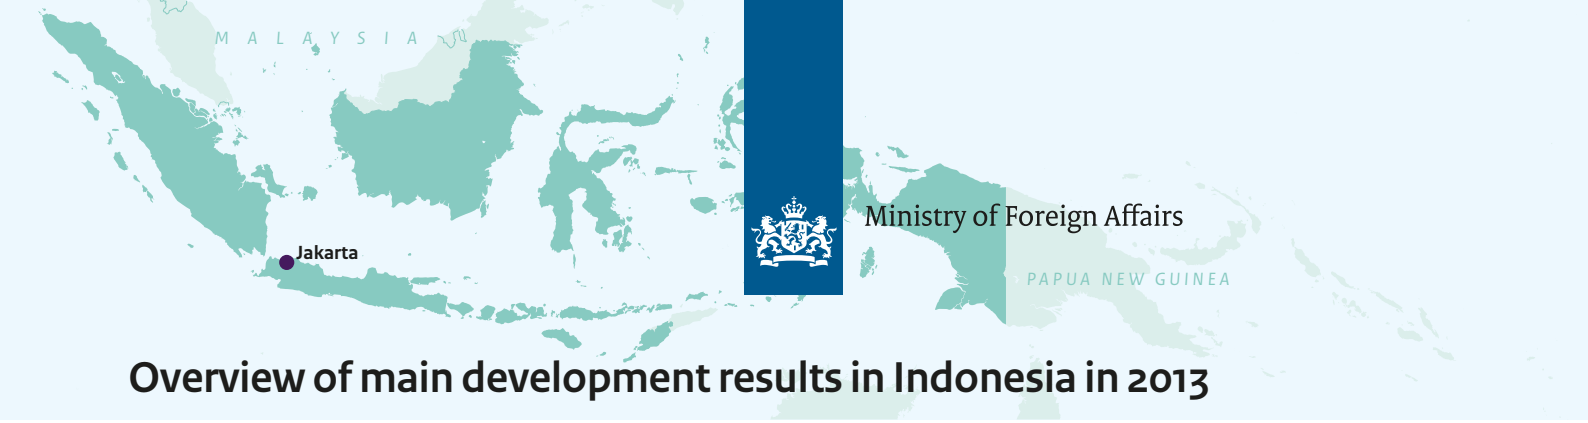 MALAYSIA
Ministry of Foreign Affairs
Jakarta
PAPUA NEW GUINEA
Overview of main development results in Indonesia in 2013